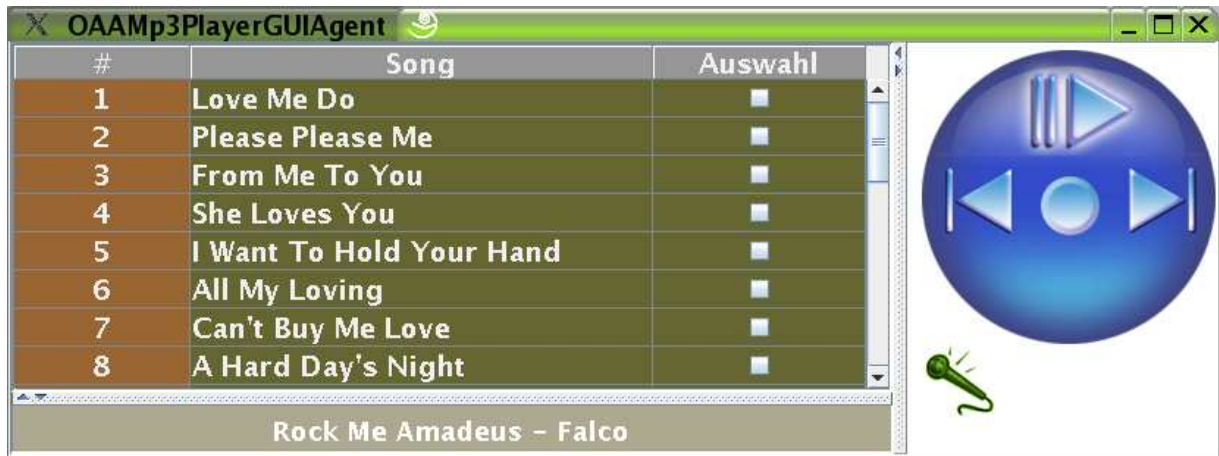 OAAMp3PlayerGUIAgent
# Song Auswahl
1 Love Me Do
2 Please Please Me
3 From Me To You
4 She Loves You
5 I Want To Hold Your Hand
6 All My Loving
7 Can't Buy Me Love
8 A Hard Day's Night
Rock Me Amadeus – Falco